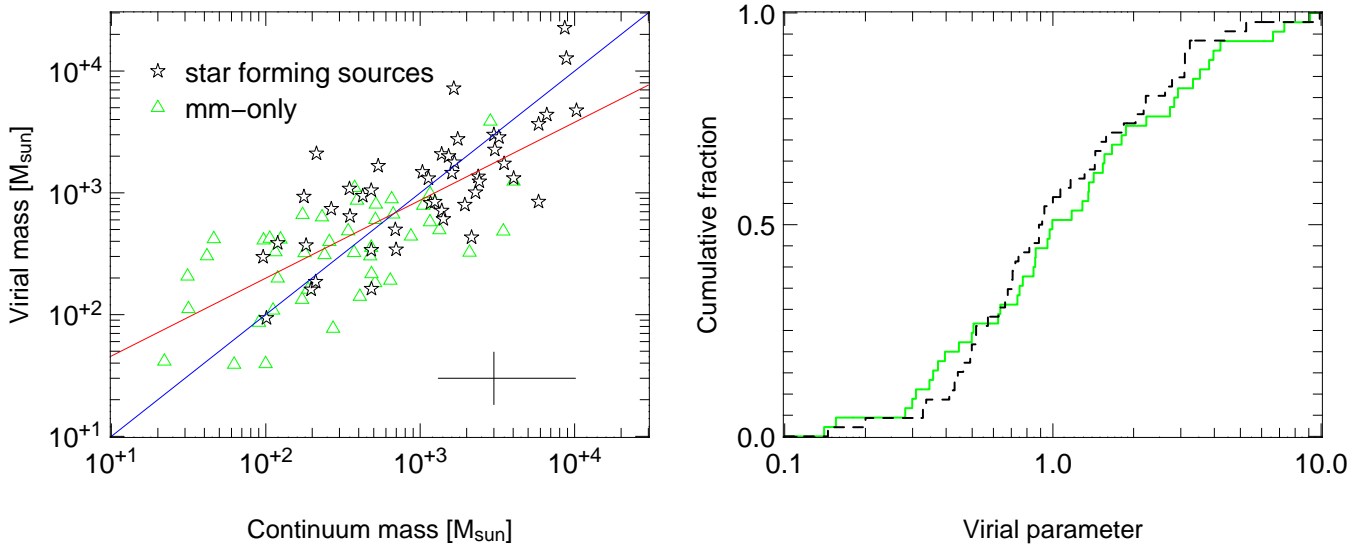 Virial mass [Msun]
10+4
10+3
10+2
10+1
star forming sources
mm-only
10+1 10+2 10+3 10+4
Continuum mass [Msun]
Cumulative fraction
1.0
0.5
0.0
0.1 1.0 10.0
Virial parameter